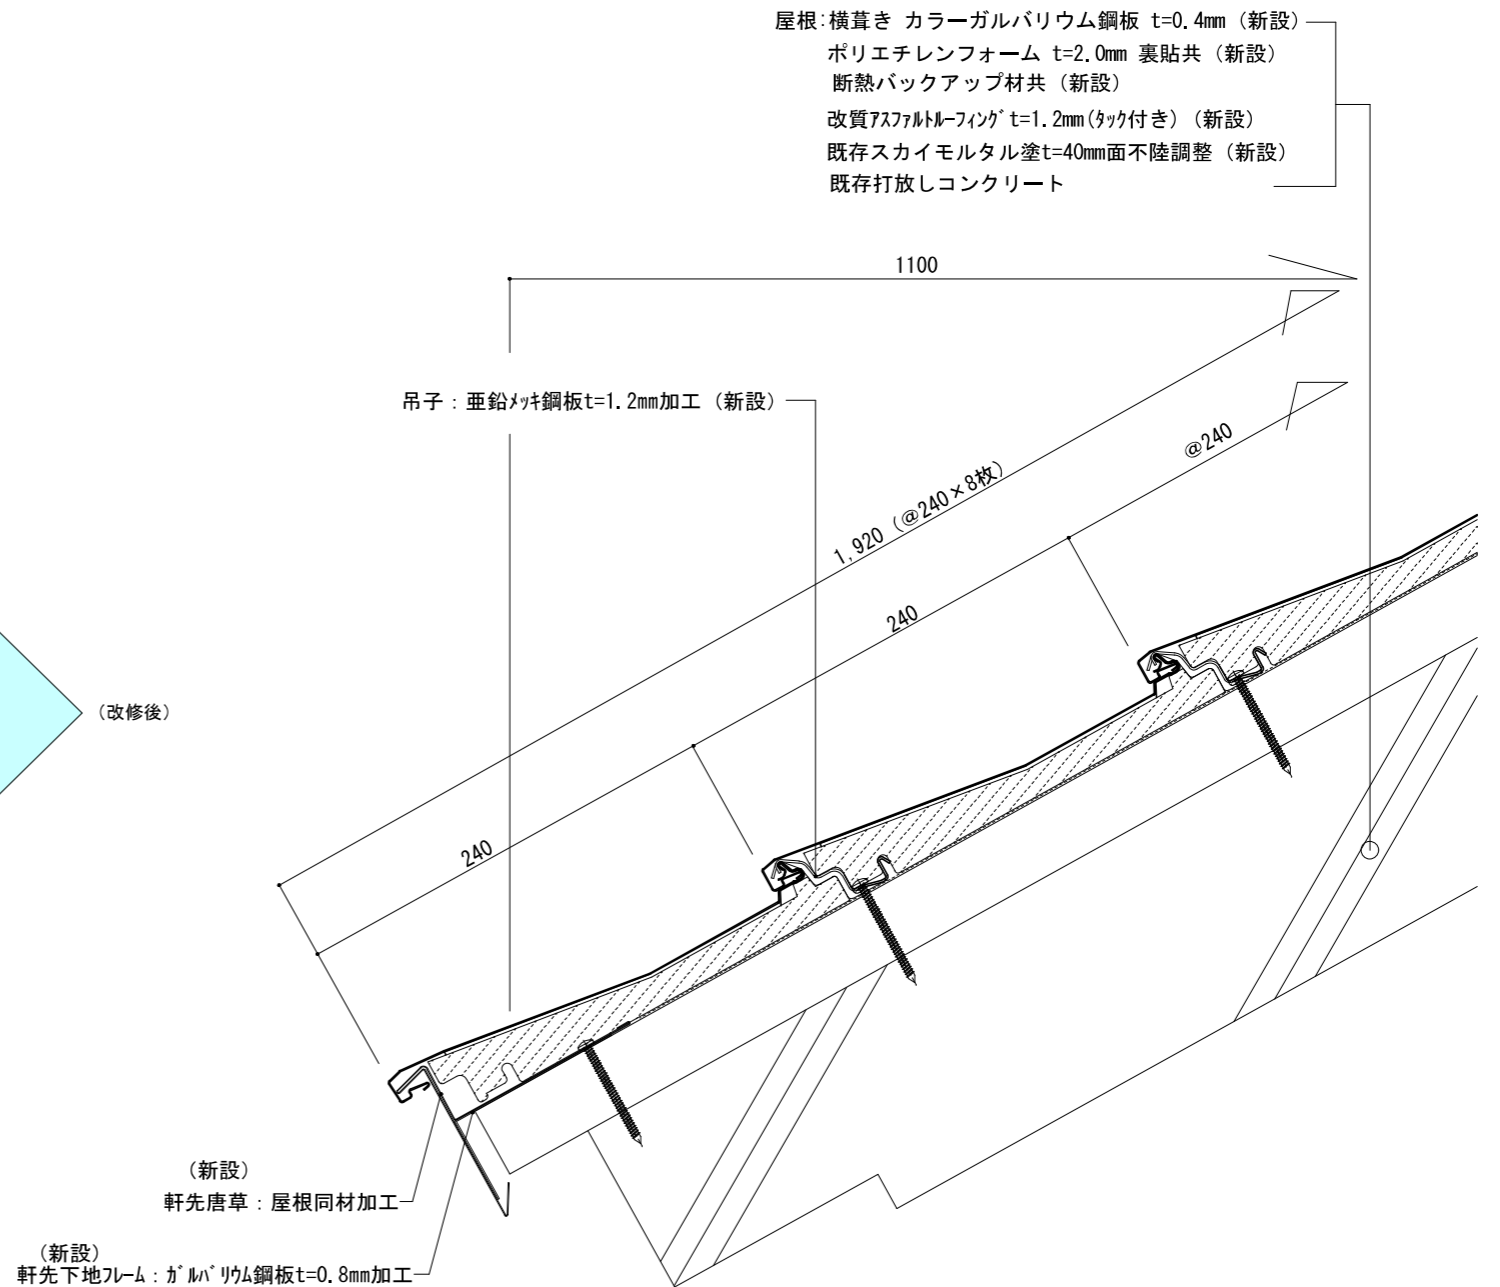 屋根:横葺き カラーガルバリウム鋼板 t=0.4mm（新設）
ポリエチレンフォーム t=2.0mm 裏貼共（新設）
断熱バックアップ材共（新設）
改質ｱｽﾌｧﾙﾄﾙｰﾌｨﾝｸﾞt=1.2mm(ﾀｯｸ付き)（新設）
既存スカイモルタル塗t=40mm面不陸調整（新設）
既存打放しコンクリート
1100
吊子：亜鉛ﾒｯｷ鋼板t=1.2mm加工（新設）
@240
1,920（@240×8枚）
240
240
（改修後）
（新設）
軒先唐草：屋根同材加工
（新設）
軒先下地ﾌﾚｰﾑ：ｶﾞﾙﾊﾞﾘｳﾑ鋼板t=0.8mm加工